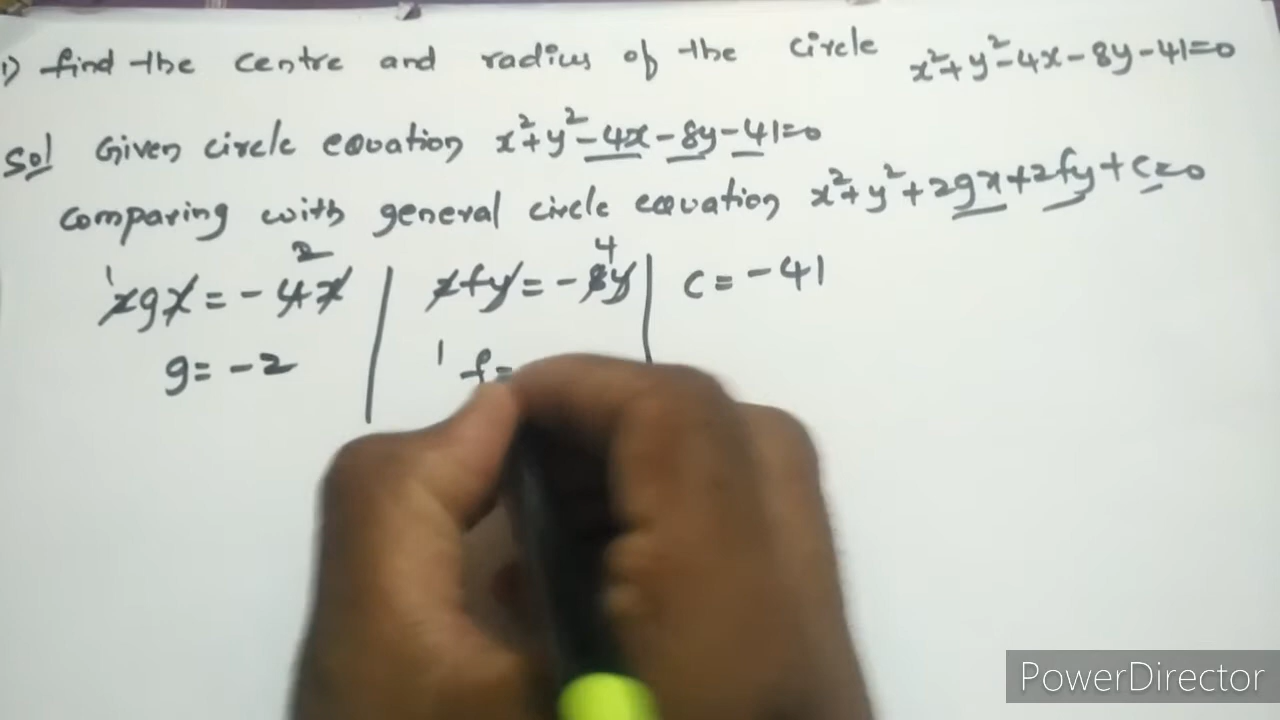 1) find the centre and radius of the circle x²+y²-4x-8y-41=0
Sol Given circle equation x²+y²-4x-8y-41=0
comparing with general circle equation x²+y²+2gx+2fy+c=0
2gx=-4x 2 | 2fy=-8y 4 | c=-41
g=-2 | 1 f=
PowerDirector